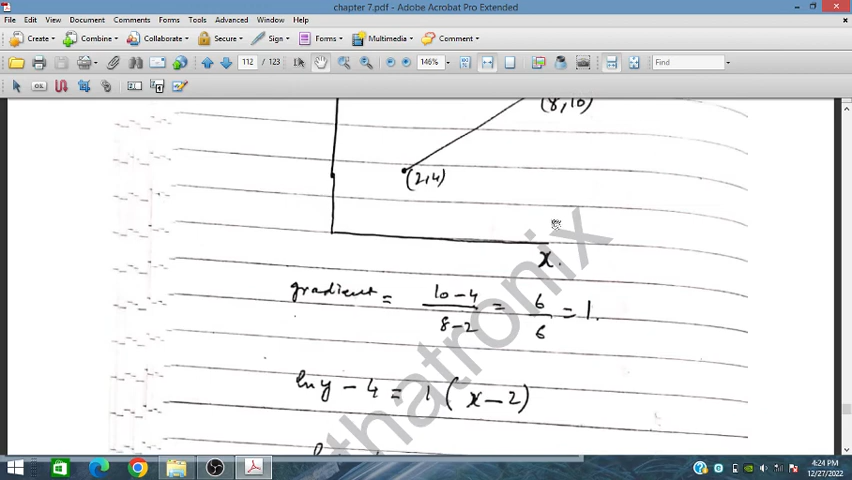 chapter 7.pdf - Adobe Acrobat Pro Extended
File Edit View Document Comments Forms Tools Advanced Window Help
Create Combine Collaborate Secure Sign Forms Multimedia Comment
112 / 123 146% Find
(8,10)
(2,4)
x.
gradient = 10-4 / 8-2 = 6 / 6 = 1.
ln y - 4 = 1 ( x - 2 )
thatronix
4:24 PM
12/27/2022